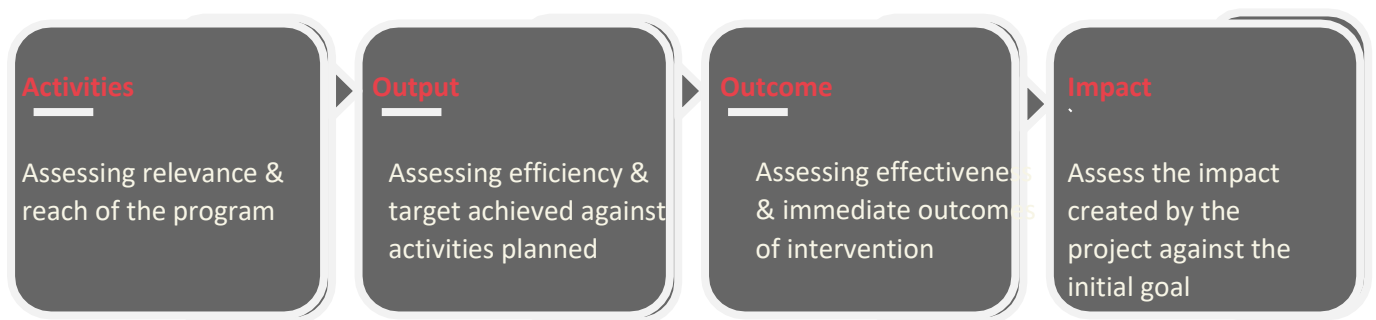 Activities
Assessing relevance &
reach of the program
Output
Assessing efficiency &
target achieved against
activities planned
Outcome
Assessing effectiveness
& immediate outcomes
of intervention
Impact
Assess the impact
created by the
project against the
initial goal